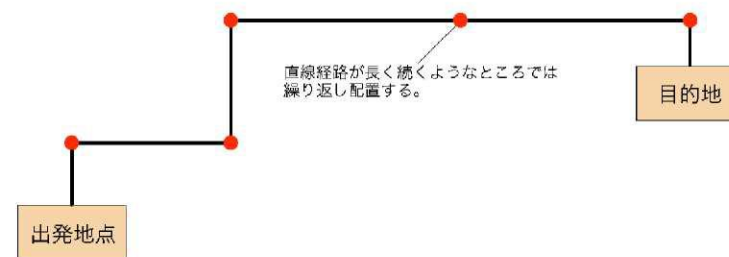 直線経路が長く続くようなところでは
繰り返し配置する。
目的地
出発地点